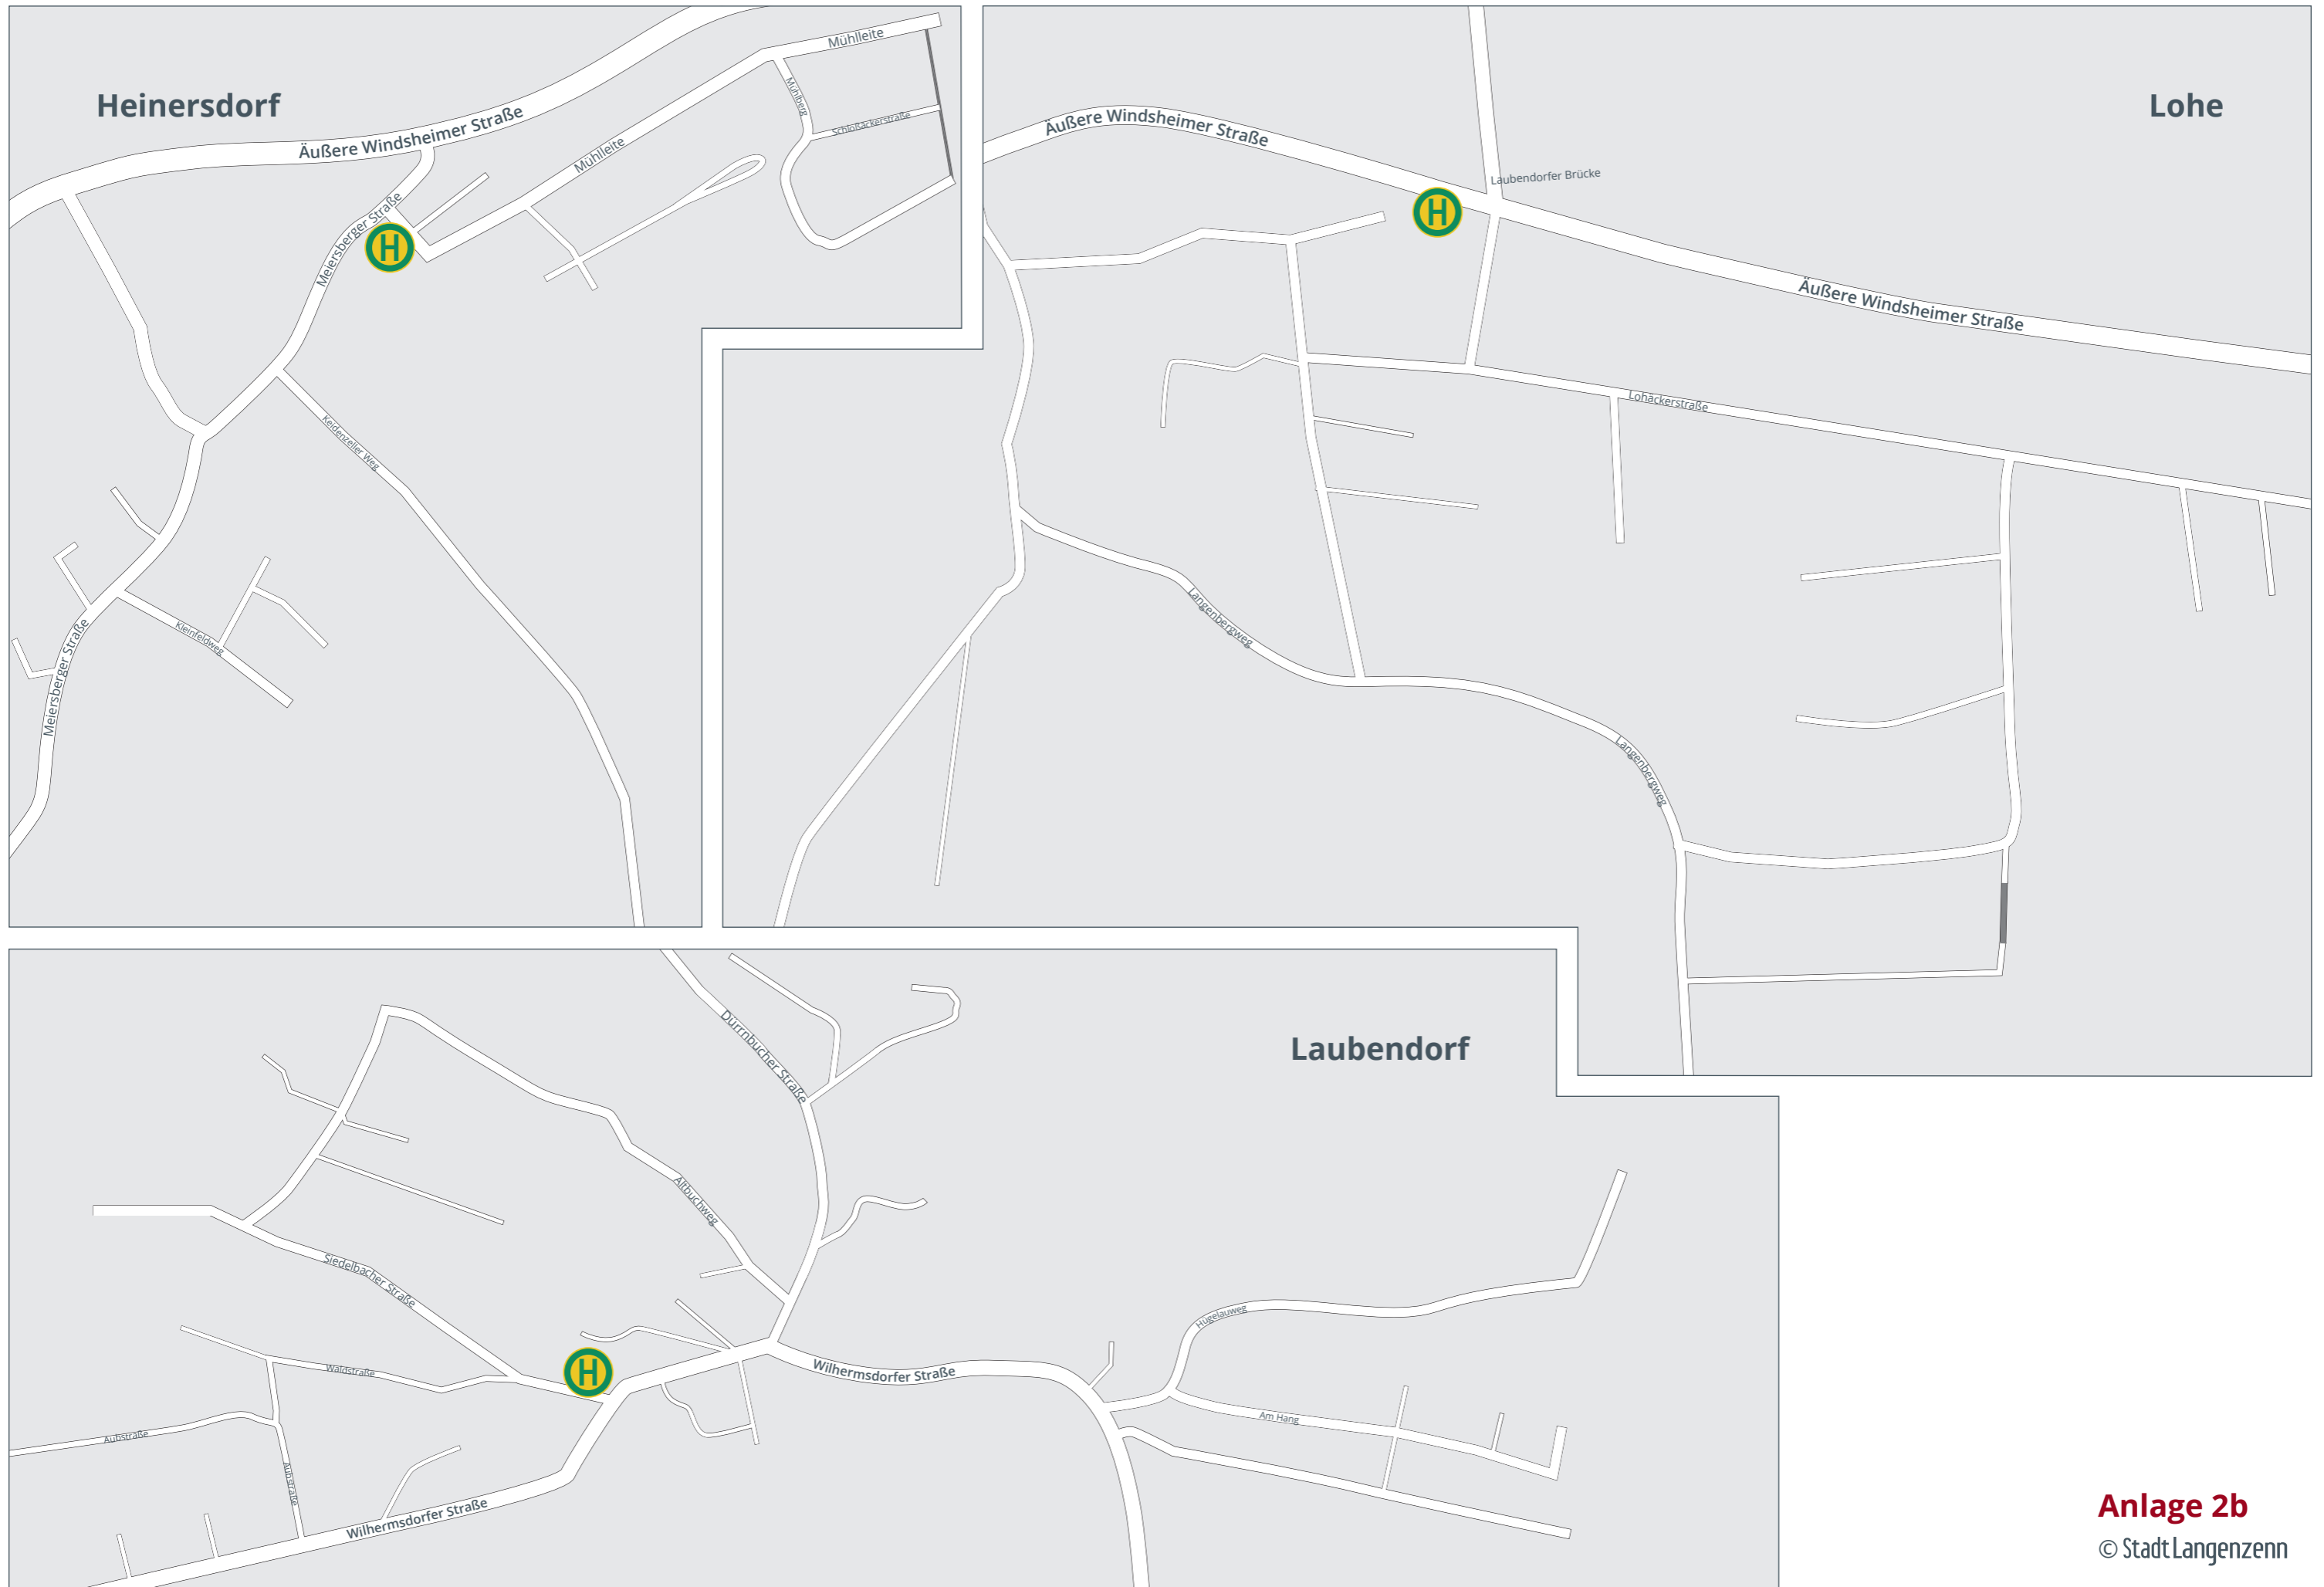 Heinersdorf
Äußere Windsheimer Straße
Mühlleite
Mühlberg
Schloßäckerstraße
Mühlleite
Meiersberger Straße
H
Keidenzeller Weg
Kleinfeldweg
Meiersberger Straße
Lohe
Äußere Windsheimer Straße
Laubendorfer Brücke
H
Äußere Windsheimer Straße
Lohäckerstraße
Langenbergweg
Langenbergweg
Laubendorf
Dürrnbucher Straße
Altbuchweg
Siedelbacher Straße
Hügelauweg
H
Waldstraße
Wilhermsdorfer Straße
Am Hang
Aubstraße
Aubstraße
Wilhermsdorfer Straße
Anlage 2b
© Stadt Langenzenn